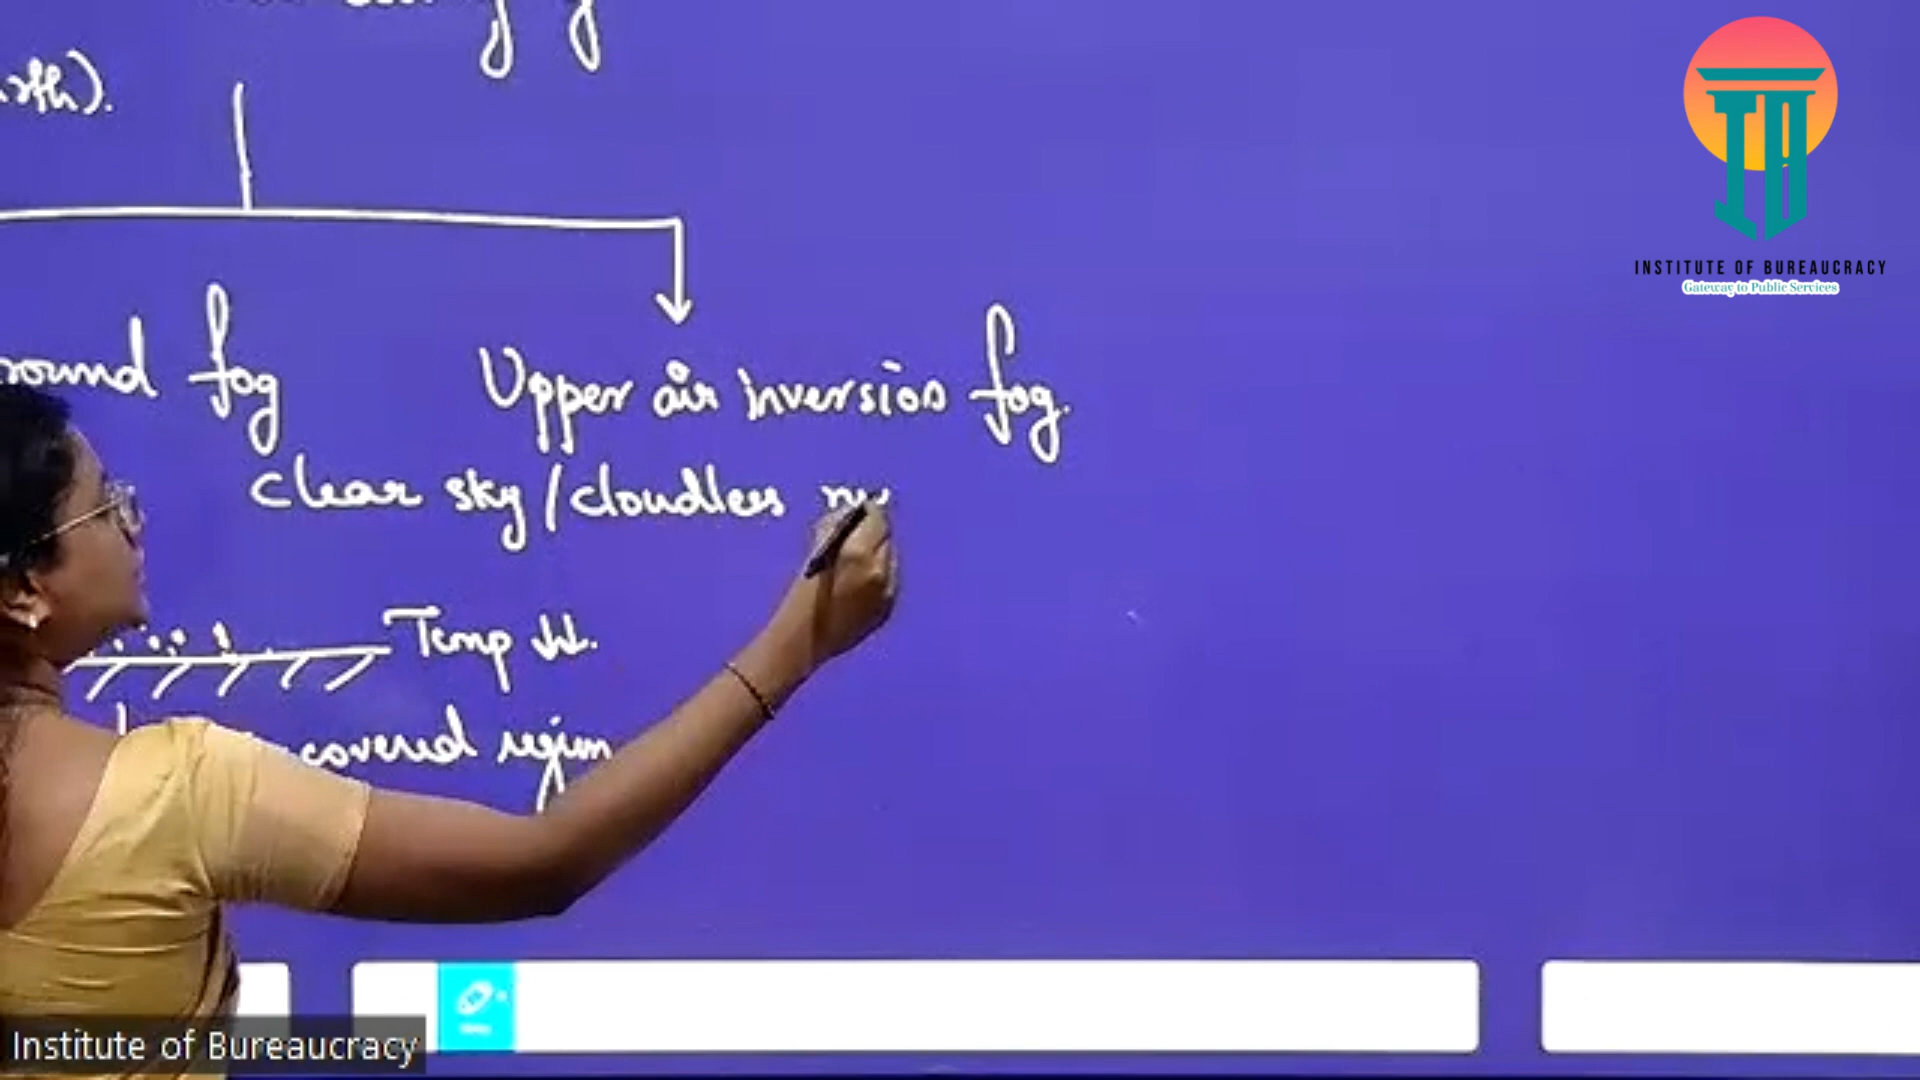 Ground fog
Upper air inversion fog.
Clear sky/cloudless
Temp ↓↓.
covered region
INSTITUTE OF BUREAUCRACY
Gateway to Public Services
Institute of Bureaucracy